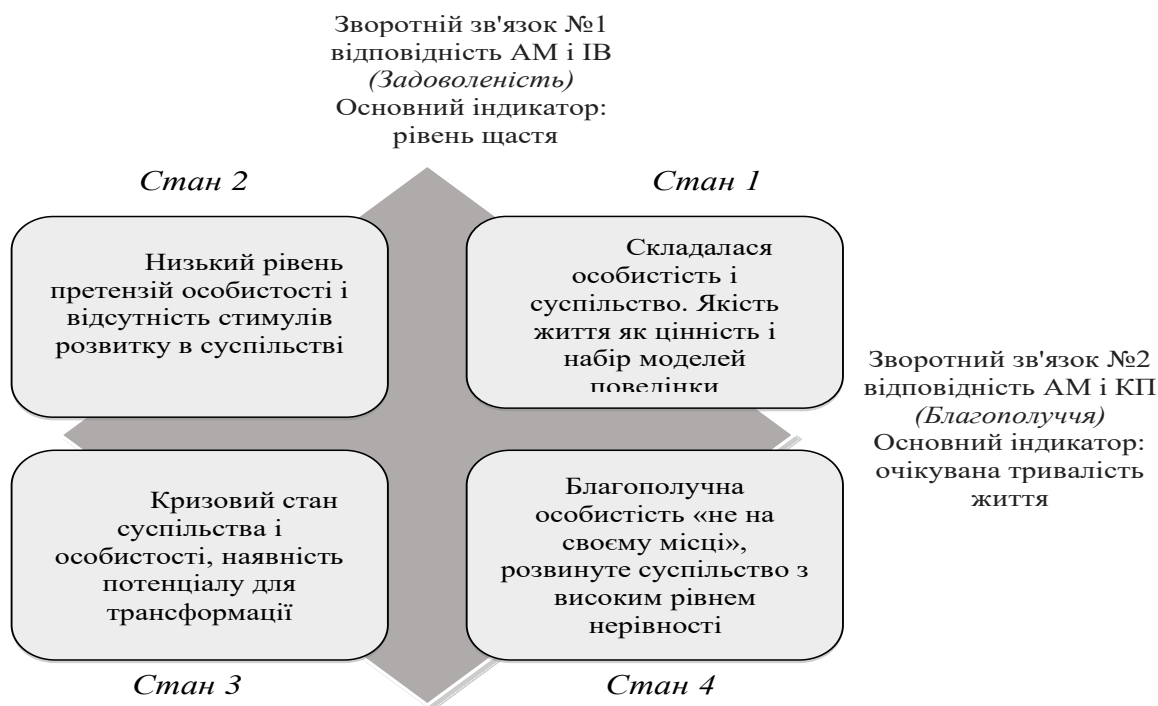 Зворотній зв'язок №1
відповідність АМ і ІВ
(Задоволеність)
Основний індикатор:
рівень щастя
Стан 2
Стан 1
Низький рівень
претензій особистості і
відсутність стимулів
розвитку в суспільстві
Складалася
особистість і
суспільство. Якість
життя як цінність і
набір моделей
поведінки
Зворотний зв'язок №2
відповідність АМ і КП
(Благополуччя)
Основний індикатор:
очікувана тривалість
життя
Кризовий стан
суспільства і
особистості, наявність
потенціалу для
трансформації
Благополучна
особистість «не на
своєму місці»,
розвинуте суспільство з
високим рівнем
нерівності
Стан 3
Стан 4